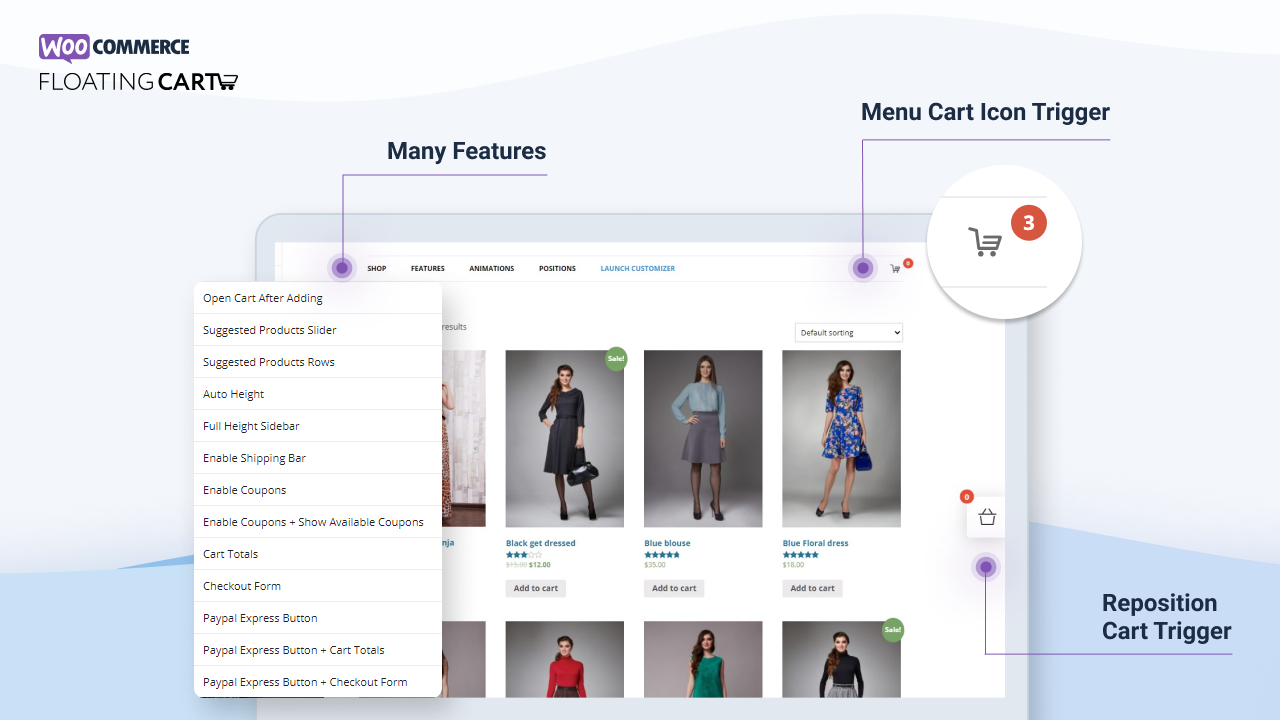 WOO COMMERCE
FLOATING CART
Menu Cart Icon Trigger
Many Features
3
SHOP
FEATURES
ANIMATIONS
POSITIONS
LAUNCH CUSTOMIZER
0
Open Cart After Adding
Suggested Products Slider
Suggested Products Rows
Auto Height
Full Height Sidebar
Enable Shipping Bar
Enable Coupons
Enable Coupons + Show Available Coupons
Cart Totals
Checkout Form
Paypal Express Button
Paypal Express Button + Cart Totals
Paypal Express Button + Checkout Form
results
Default sorting
Sale!
0
nja
Black get dressed
$15.00 $12.00
Add to cart
Blue blouse
$35.00
Add to cart
Blue Floral dress
$18.00
Add to cart
Sale!
Reposition
Cart Trigger